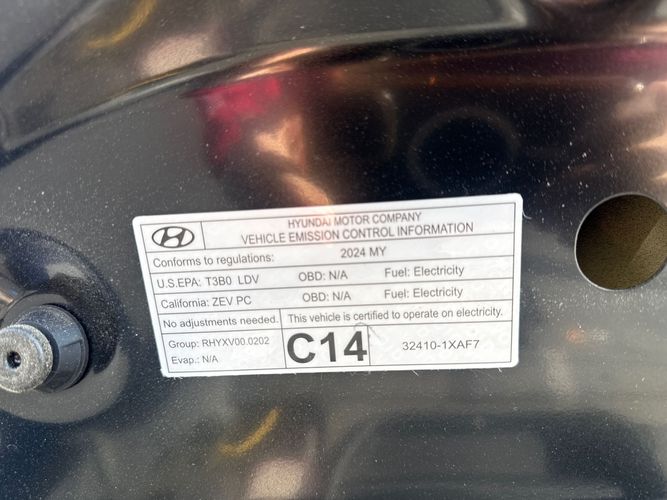 HYUNDAI MOTOR COMPANY
VEHICLE EMISSION CONTROL INFORMATION
Conforms to regulations: 2024 MY
U.S.EPA: T3B0 LDV OBD: N/A Fuel: Electricity
California: ZEV PC OBD: N/A Fuel: Electricity
No adjustments needed. This vehicle is certified to operate on electricity.
Group: RHYXV00.0202
Evap.: N/A
C14
32410-1XAF7